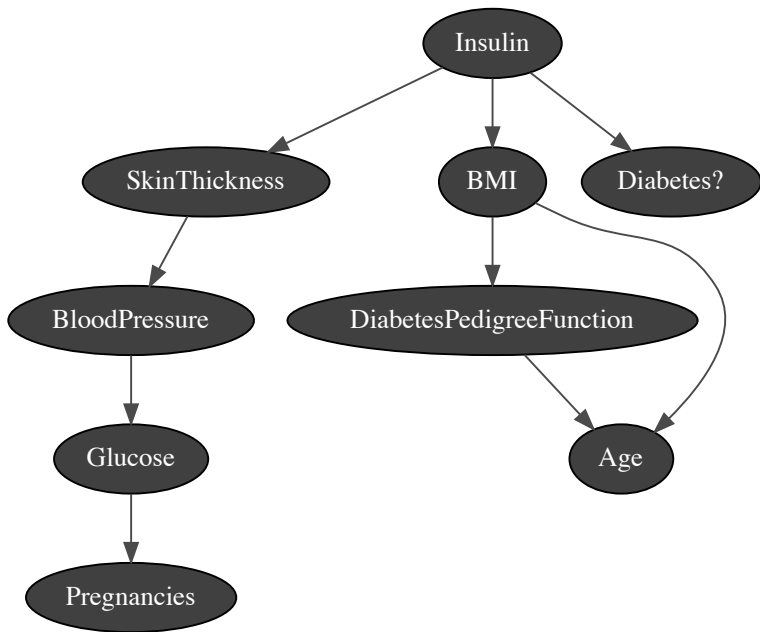 Insulin
SkinThickness
BMI
Diabetes?
BloodPressure
DiabetesPedigreeFunction
Glucose
Age
Pregnancies